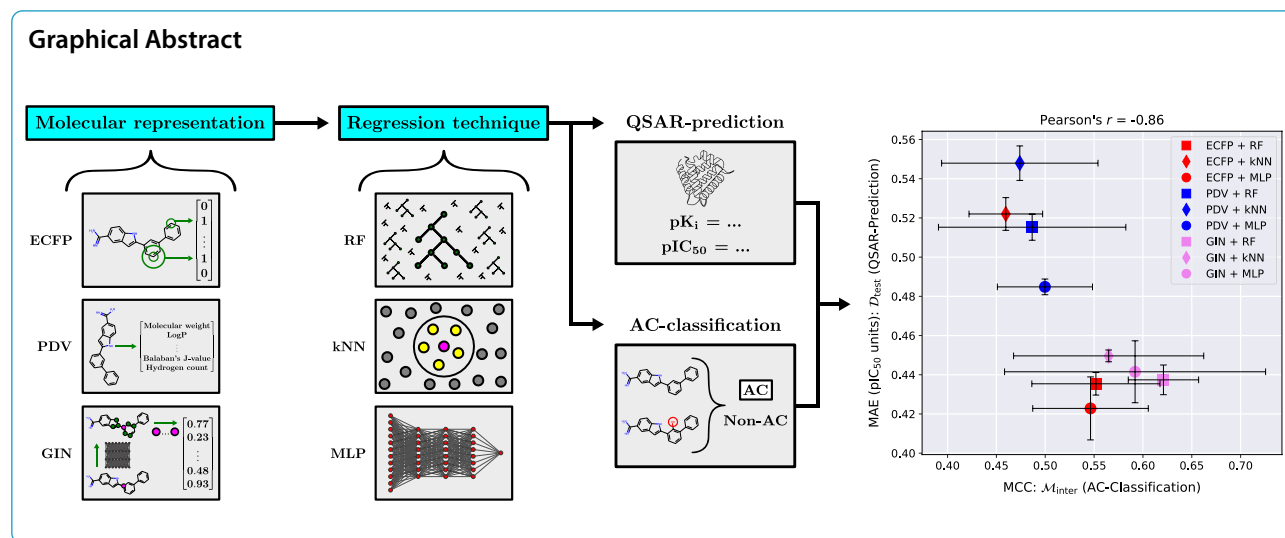 Graphical Abstract
Molecular representation
Regression technique
ECFP
0
1
⋮
1
0
PDV
Molecular weight
LogP
⋮
Balaban's J-value
Hydrogen count
GIN
...
0.77
0.23
⋮
0.48
0.93
RF
kNN
MLP
QSAR-prediction
pKi = ...
pIC50 = ...
AC-classification
AC
Non-AC
Pearson's r = -0.86
MAE (pIC50 units): 𝒟test (QSAR-Prediction)
0.56
0.54
0.52
0.50
0.48
0.46
0.44
0.42
0.40
ECFP + RF
ECFP + kNN
ECFP + MLP
PDV + RF
PDV + kNN
PDV + MLP
GIN + RF
GIN + kNN
GIN + MLP
0.40 0.45 0.50 0.55 0.60 0.65 0.70
MCC: ℳinter (AC-Classification)